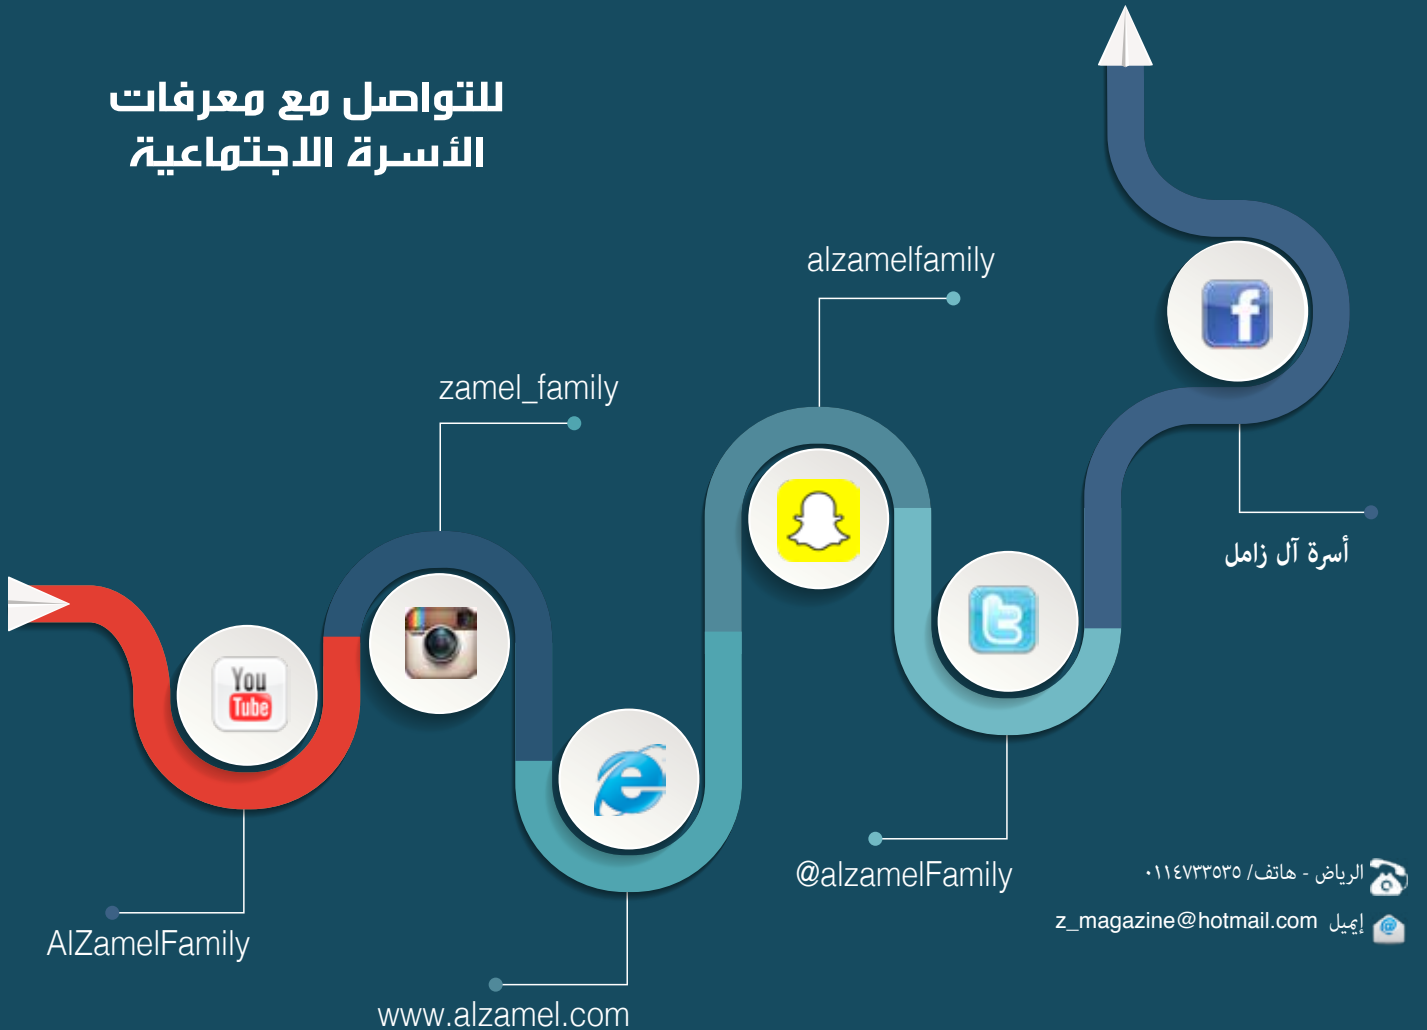 للتواصل مع معرفات
الأسرة الاجتماعية
alzamelfamily
zamel_family
أسرة آل زامل
You
Tube
@alzamelFamily
AlZamelFamily
www.alzamel.com
الرياض - هاتف/ ٠١١٤٧٣٣٥٣٥
إيميل z_magazine@hotmail.com